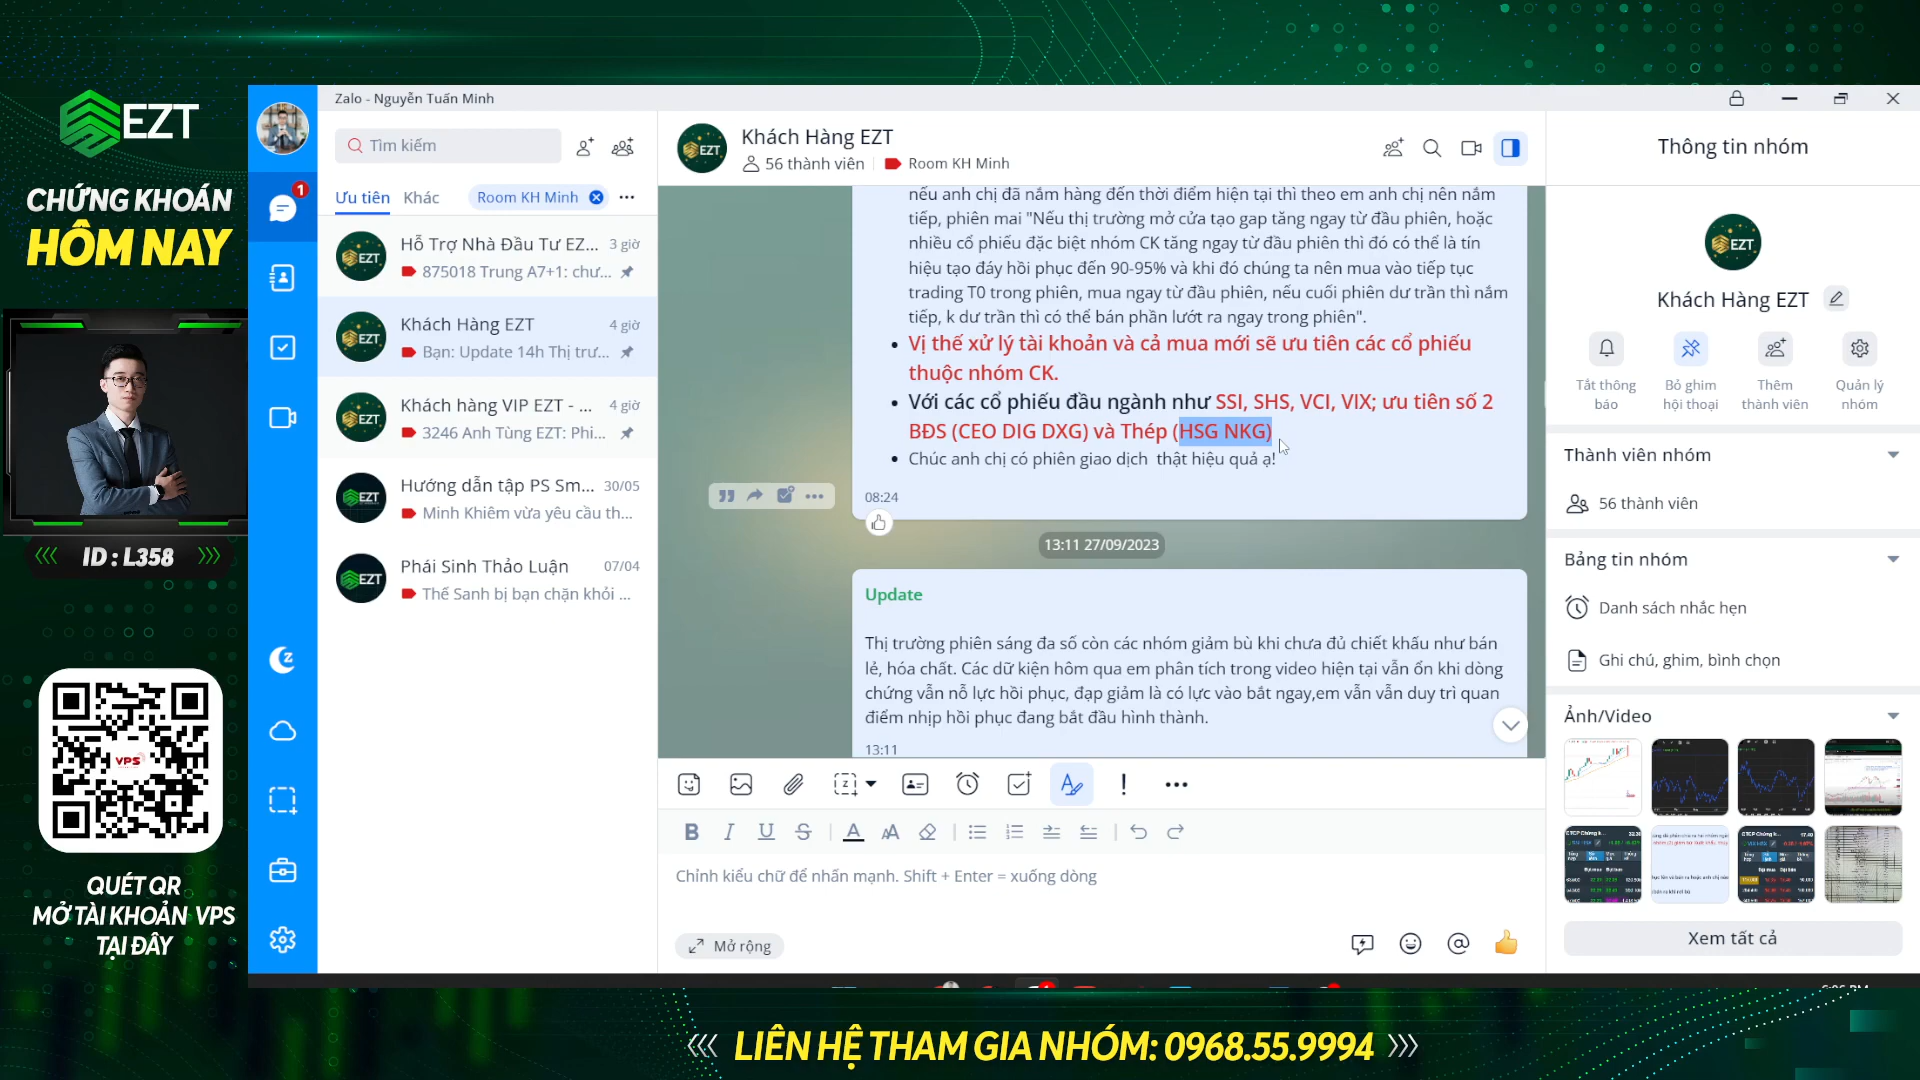 EZT
CHỨNG KHOÁN
HÔM NAY
ID : L358
VPS
QUÉT QR
MỞ TÀI KHOẢN VPS
TẠI ĐÂY
Zalo - Nguyễn Tuấn Minh
1
Tìm kiếm
Ưu tiên
Khác
Room KH Minh
EZT
Hỗ Trợ Nhà Đầu Tư EZ...
3 giờ
875018 Trung A7+1: chư...
EZT
Khách Hàng EZT
4 giờ
Bạn: Update 14h Thị trư...
EZT
Khách hàng VIP EZT - ...
4 giờ
3246 Anh Tùng EZT: Phi...
EZT
Hướng dẫn tập PS Sm...
30/05
Minh Khiêm vừa yêu cầu th...
EZT
Phái Sinh Thảo Luận
07/04
Thế Sanh bị bạn chặn khỏi ...
EZT
Khách Hàng EZT
56 thành viên
Room KH Minh
nếu anh chị đã nắm hàng đến thời điểm hiện tại thì theo em anh chị nên nắm
tiếp, phiên mai "Nếu thị trường mở cửa tạo gap tăng ngay từ đầu phiên, hoặc
nhiều cổ phiếu đặc biệt nhóm CK tăng ngay từ đầu phiên thì đó có thể là tín
hiệu tạo đáy hồi phục đến 90-95% và khi đó chúng ta nên mua vào tiếp tục
trading T0 trong phiên, mua ngay từ đầu phiên, nếu cuối phiên dư trần thì nắm
tiếp, k dư trần thì có thể bán phần lướt ra ngay trong phiên".
• Vị thế xử lý tài khoản và cả mua mới sẽ ưu tiên các cổ phiếu
thuộc nhóm CK.
• Với các cổ phiếu đầu ngành như SSI, SHS, VCI, VIX; ưu tiên số 2
BĐS (CEO DIG DXG) và Thép (HSG NKG)
• Chúc anh chị có phiên giao dịch thật hiệu quả ạ!
08:24
13:11 27/09/2023
Update
Thị trường phiên sáng đa số còn các nhóm giảm bù khi chưa đủ chiết khấu như bán
lẻ, hóa chất. Các dữ kiện hôm qua em phân tích trong video hiện tại vẫn ổn khi dòng
chứng vẫn nỗ lực hồi phục, đạp giảm là có lực vào bắt ngay,em vẫn vẫn duy trì quan
điểm nhịp hồi phục đang bắt đầu hình thành.
13:11
B I U S A AA
Chỉnh kiểu chữ để nhấn mạnh. Shift + Enter = xuống dòng
Mở rộng
Thông tin nhóm
EZT
Khách Hàng EZT
Tắt thông
báo
Bỏ ghim
hội thoại
Thêm
thành viên
Quản lý
nhóm
Thành viên nhóm
56 thành viên
Bảng tin nhóm
Danh sách nhắc hẹn
Ghi chú, ghim, bình chọn
Ảnh/Video
Xem tất cả
LIÊN HỆ THAM GIA NHÓM: 0968.55.9994